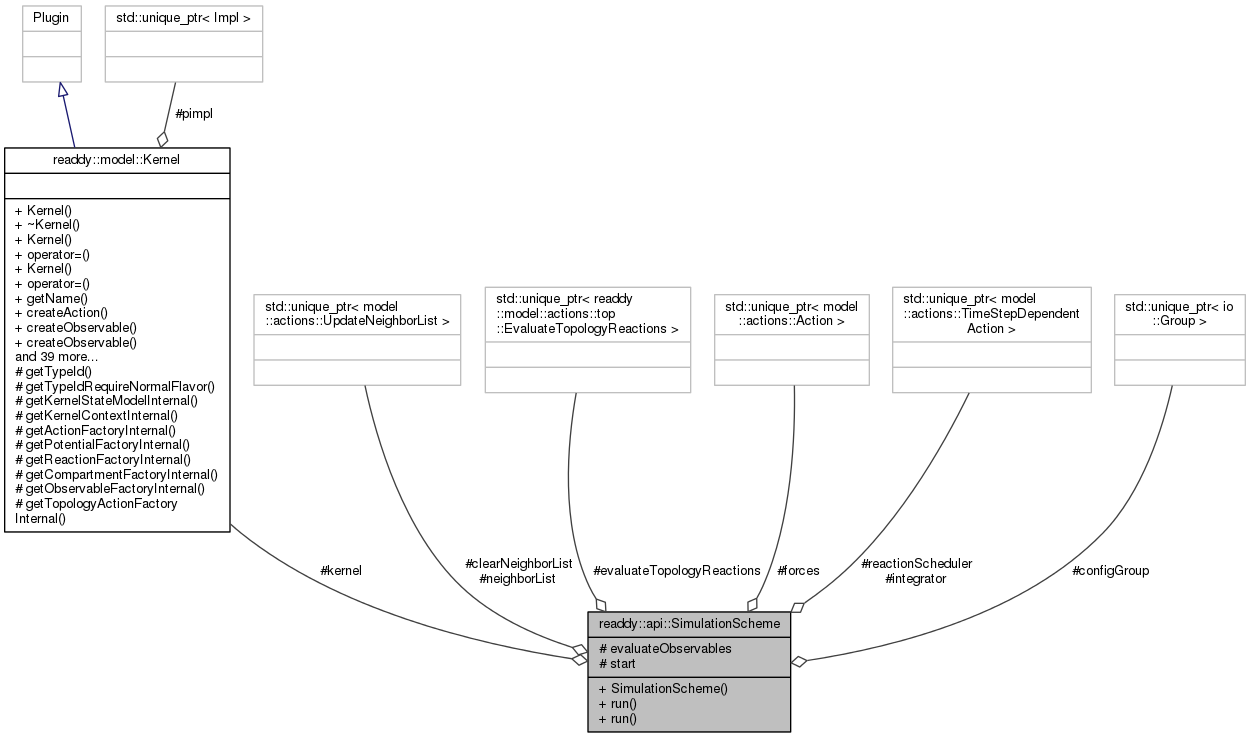 Plugin
std::unique_ptr< Impl >
#pimpl
readdy::model::Kernel
+ Kernel()
+ ~Kernel()
+ Kernel()
+ operator=()
+ Kernel()
+ operator=()
+ getName()
+ createAction()
+ createObservable()
+ createObservable()
and 39 more...
# getTypeId()
# getTypeIdRequireNormalFlavor()
# getKernelStateModelInternal()
# getKernelContextInternal()
# getActionFactoryInternal()
# getPotentialFactoryInternal()
# getReactionFactoryInternal()
# getCompartmentFactoryInternal()
# getObservableFactoryInternal()
# getTopologyActionFactory
Internal()
std::unique_ptr< model
::actions::UpdateNeighborList >
std::unique_ptr< readdy
::model::actions::top
::EvaluateTopologyReactions >
std::unique_ptr< model
::actions::Action >
std::unique_ptr< model
::actions::TimeStepDependent
Action >
std::unique_ptr< io
::Group >
#kernel
#clearNeighborList
#neighborList
#evaluateTopologyReactions
#forces
#reactionScheduler
#integrator
#configGroup
readdy::api::SimulationScheme
# evaluateObservables
# start
+ SimulationScheme()
+ run()
+ run()